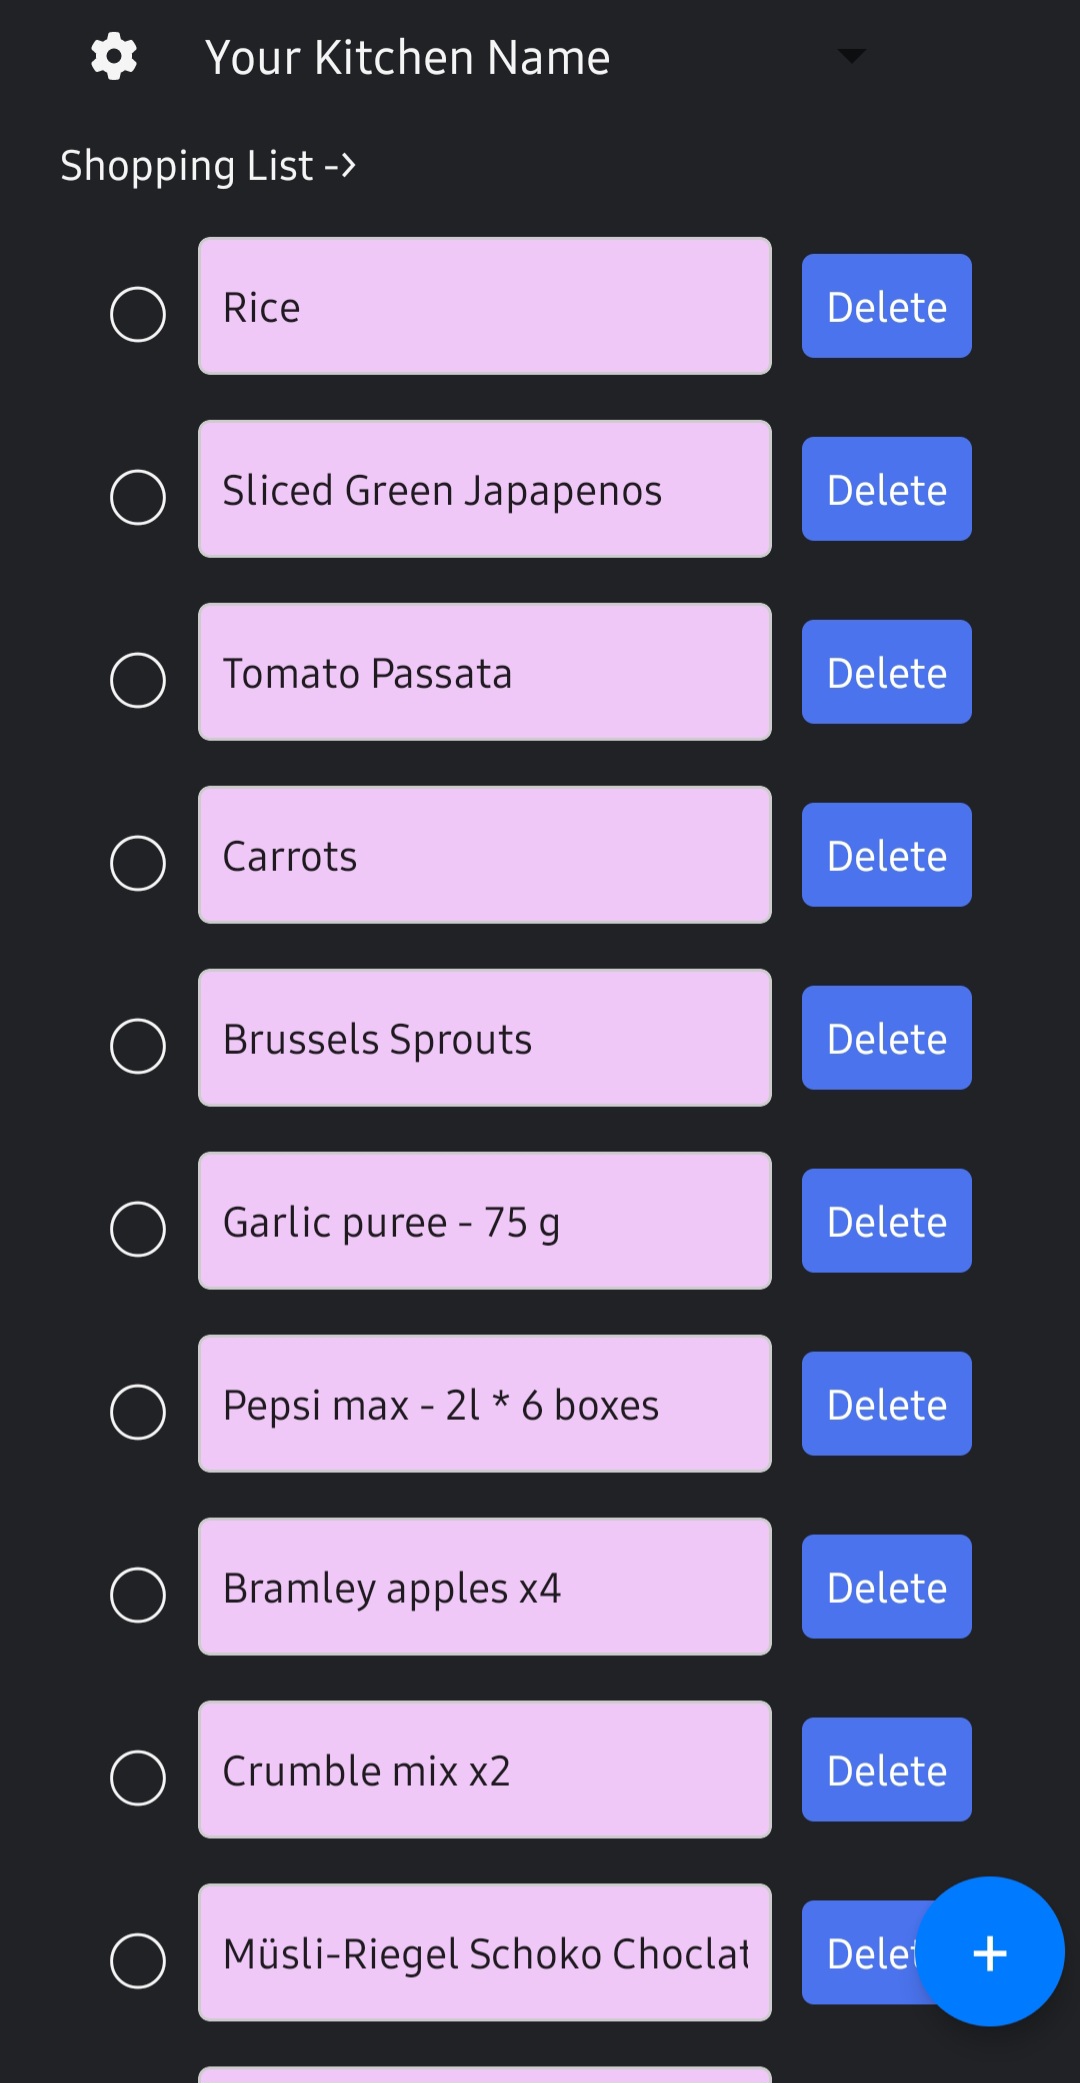 Your Kitchen Name
Shopping List ->
Rice
Delete
Sliced Green Japapenos
Delete
Tomato Passata
Delete
Carrots
Delete
Brussels Sprouts
Delete
Garlic puree - 75 g
Delete
Pepsi max - 2l * 6 boxes
Delete
Bramley apples x4
Delete
Crumble mix x2
Delete
Müsli-Riegel Schoko Choclat
Delet
+